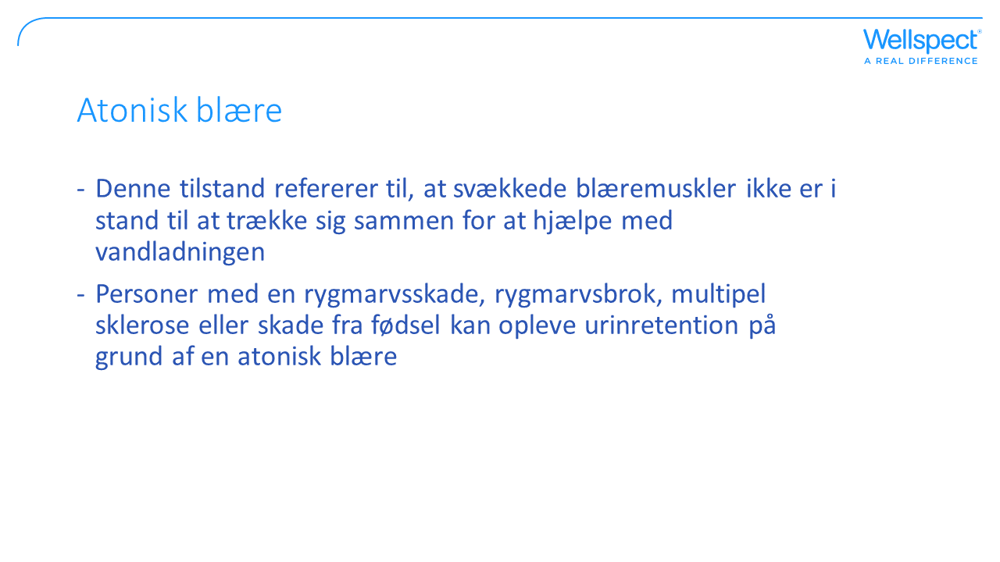 Wellspect®
A REAL DIFFERENCE
Atonisk blære
- Denne tilstand refererer til, at svækkede blæremuskler ikke er i
stand til at trække sig sammen for at hjælpe med
vandladningen
- Personer med en rygmarvsskade, rygmarvsbrok, multipel
sklerose eller skade fra fødsel kan opleve urinretention på
grund af en atonisk blære